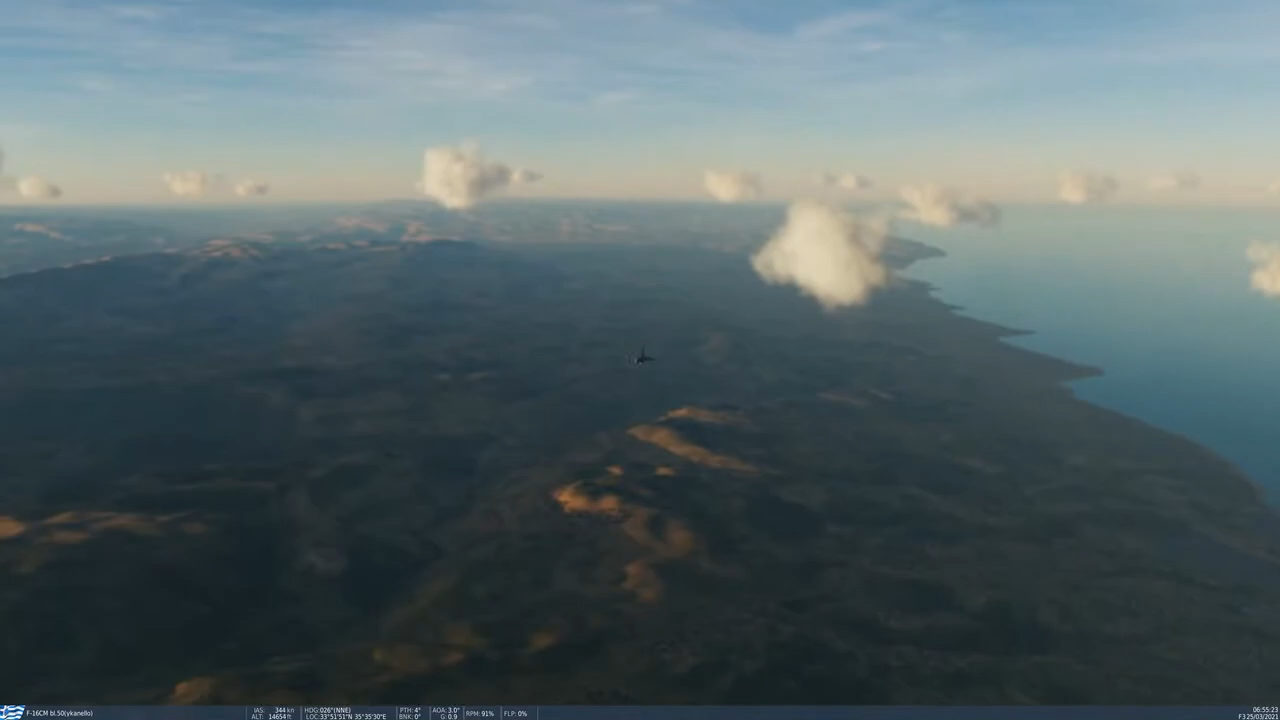 F-16CM bl.50(ykanello)
IAS: 344 kn
ALT: 14654 ft
HDG:026°(NNE)
LOC:33°51'51"N 35°35'30"E
PTH: 4°
BNK: 0°
AOA: 3.0°
G: 0.9
RPM: 91%
FLP: 0%
06:55:23
F3 25/03/2021